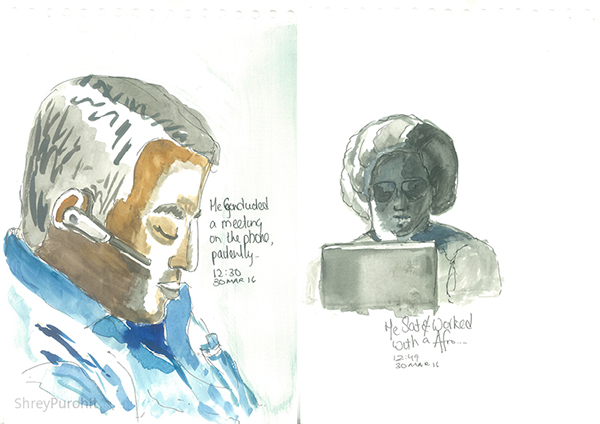 He Conducted
a meeting
on the phone,
patiently..
12:30
30 MAR 16
He Sat & Worked
with a Afro....
12:49
30 MAR 16
ShreyPurohit